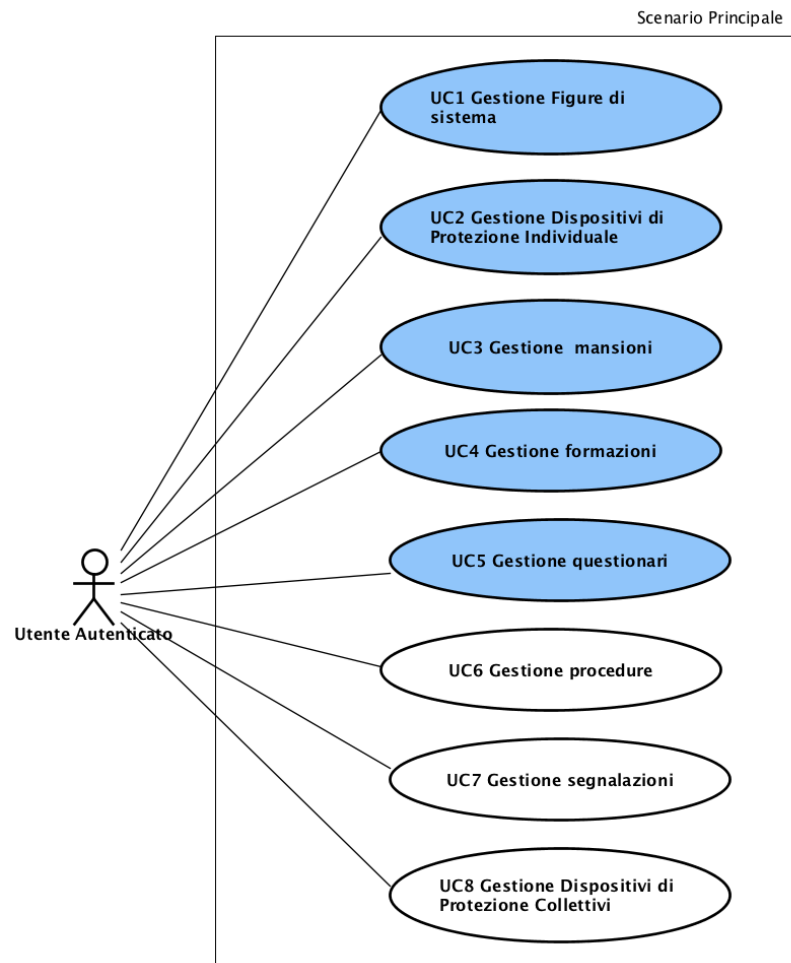 Scenario Principale
UC1 Gestione Figure di
sistema
UC2 Gestione Dispositivi di
Protezione Individuale
UC3 Gestione  mansioni
UC4 Gestione formazioni
UC5 Gestione questionari
Utente Autenticato
UC6 Gestione procedure
UC7 Gestione segnalazioni
UC8 Gestione Dispositivi di
Protezione Collettivi